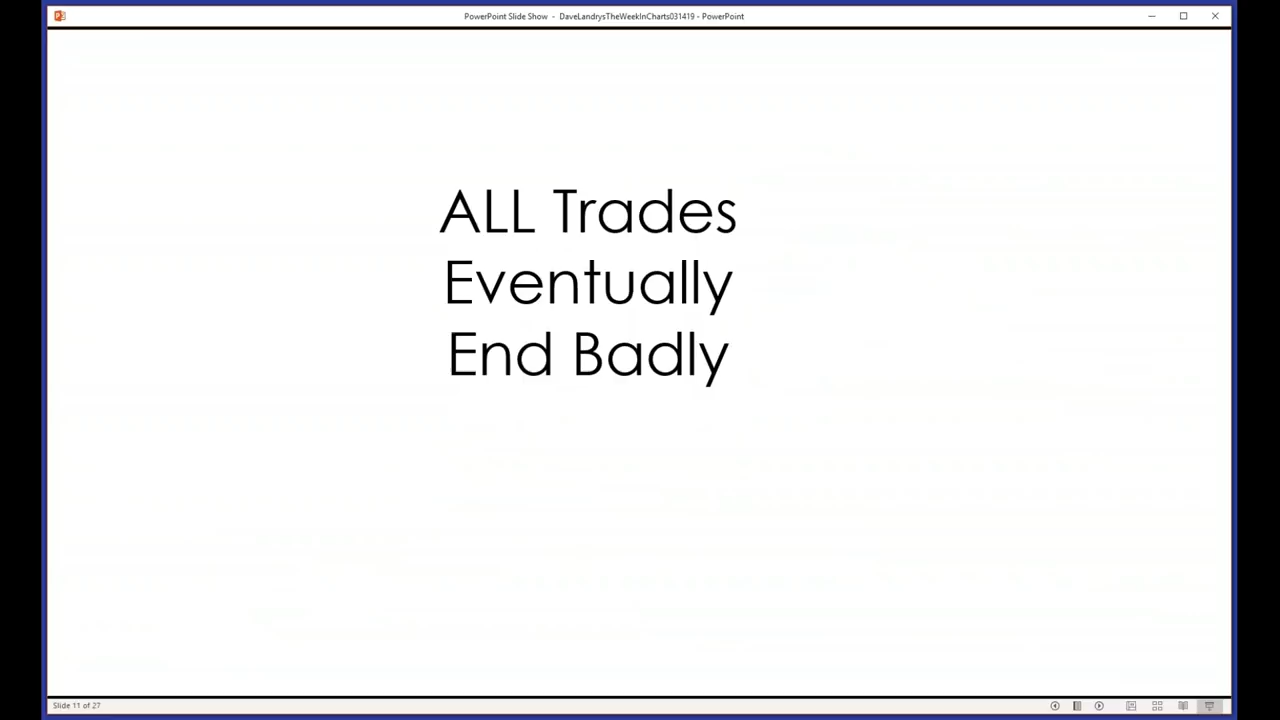 PowerPoint Slide Show - DaveLandrysTheWeekInCharts031419 - PowerPoint
ALL Trades
Eventually
End Badly
Slide 11 of 27